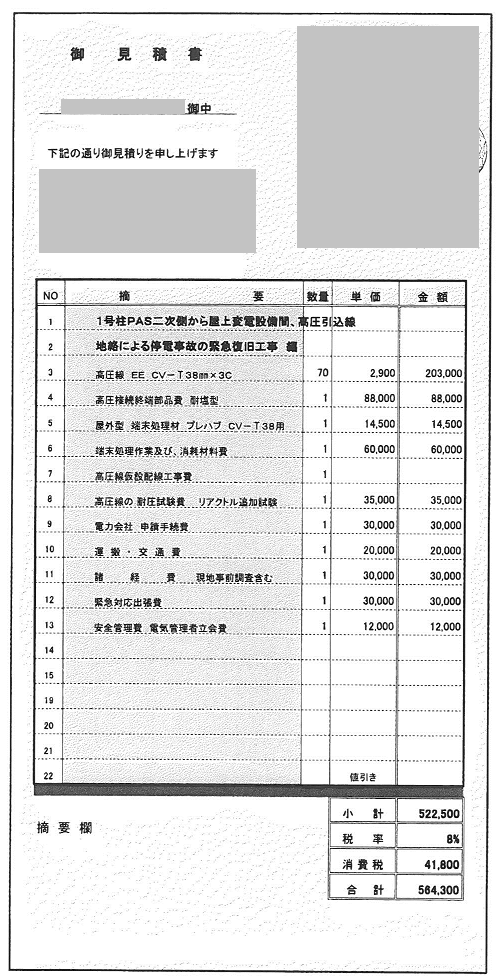 御見積書
御中
下記の通り御見積りを申し上げます
NO 摘要 数量 単価 金額
1 1号柱PAS二次側から屋上変電設備間、高圧引込線
2 地絡による停電事故の緊急復旧工事 編
3 高圧線 EE CV－T38㎜×3C 70 2,900 203,000
4 高圧接続終端部品費 耐塩型 1 88,000 88,000
5 屋外型 端末処理材 プレハブ CV－T38用 1 14,500 14,500
6 端末処理作業及び、消耗材料費 1 60,000 60,000
7 高圧線仮設配線工事費 1
8 高圧線の耐圧試験費 リアクトル追加試験 1 35,000 35,000
9 電力会社 申請手続費 1 30,000 30,000
10 運搬・交通費 1 20,000 20,000
11 諸経費 現地事前調査含む 1 30,000 30,000
12 緊急対応出張費 1 30,000 30,000
13 安全管理費 電気管理者立会費 1 12,000 12,000
14
15
19
20
21
22 値引き
小計 522,500
摘要欄
税率 8%
消費税 41,800
合計 564,300